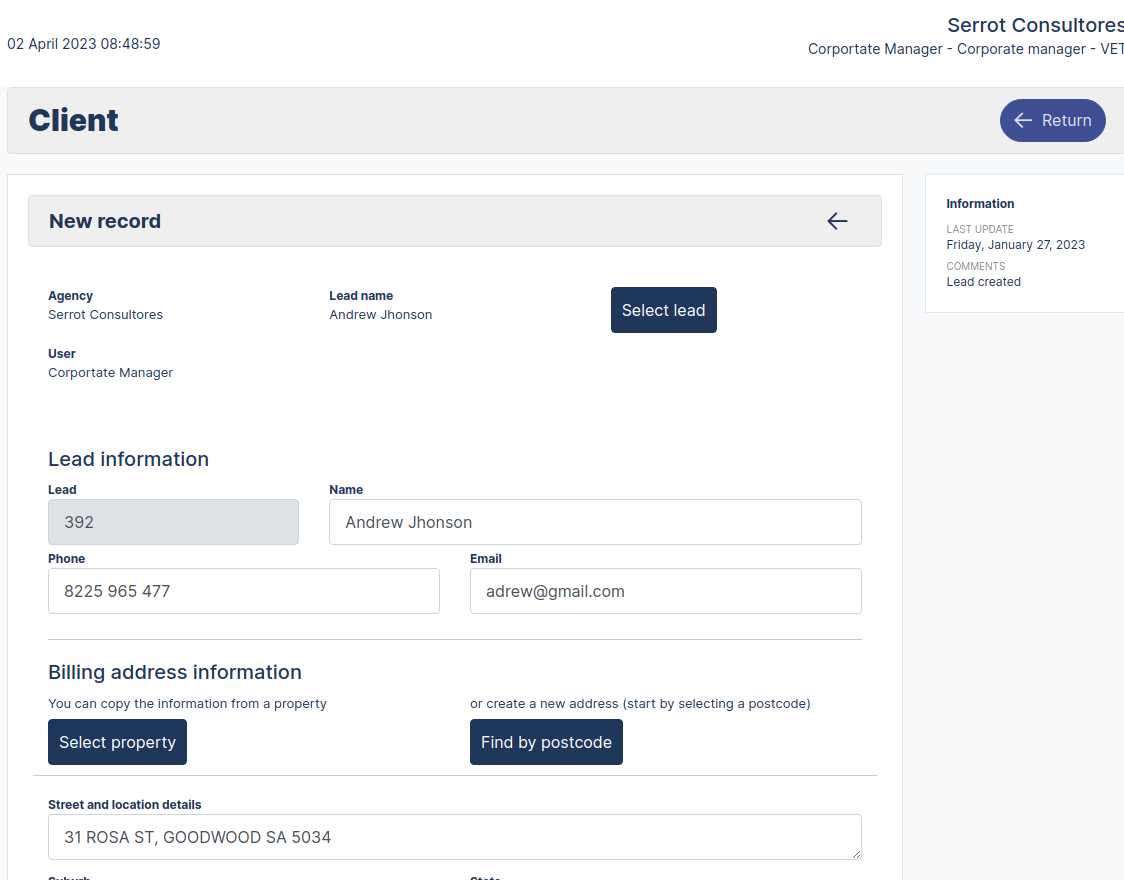 Serrot Consultores
02 April 2023 08:48:59
Corportate Manager - Corporate manager - VET
Client
Return
New record
Information
LAST UPDATE
Friday, January 27, 2023
COMMENTS
Lead created
Agency
Serrot Consultores
Lead name
Andrew Jhonson
Select lead
User
Corportate Manager
Lead information
Lead
392
Name
Andrew Jhonson
Phone
8225 965 477
Email
adrew@gmail.com
Billing address information
You can copy the information from a property
or create a new address (start by selecting a postcode)
Select property
Find by postcode
Street and location details
31 ROSA ST, GOODWOOD SA 5034
Suburb
State